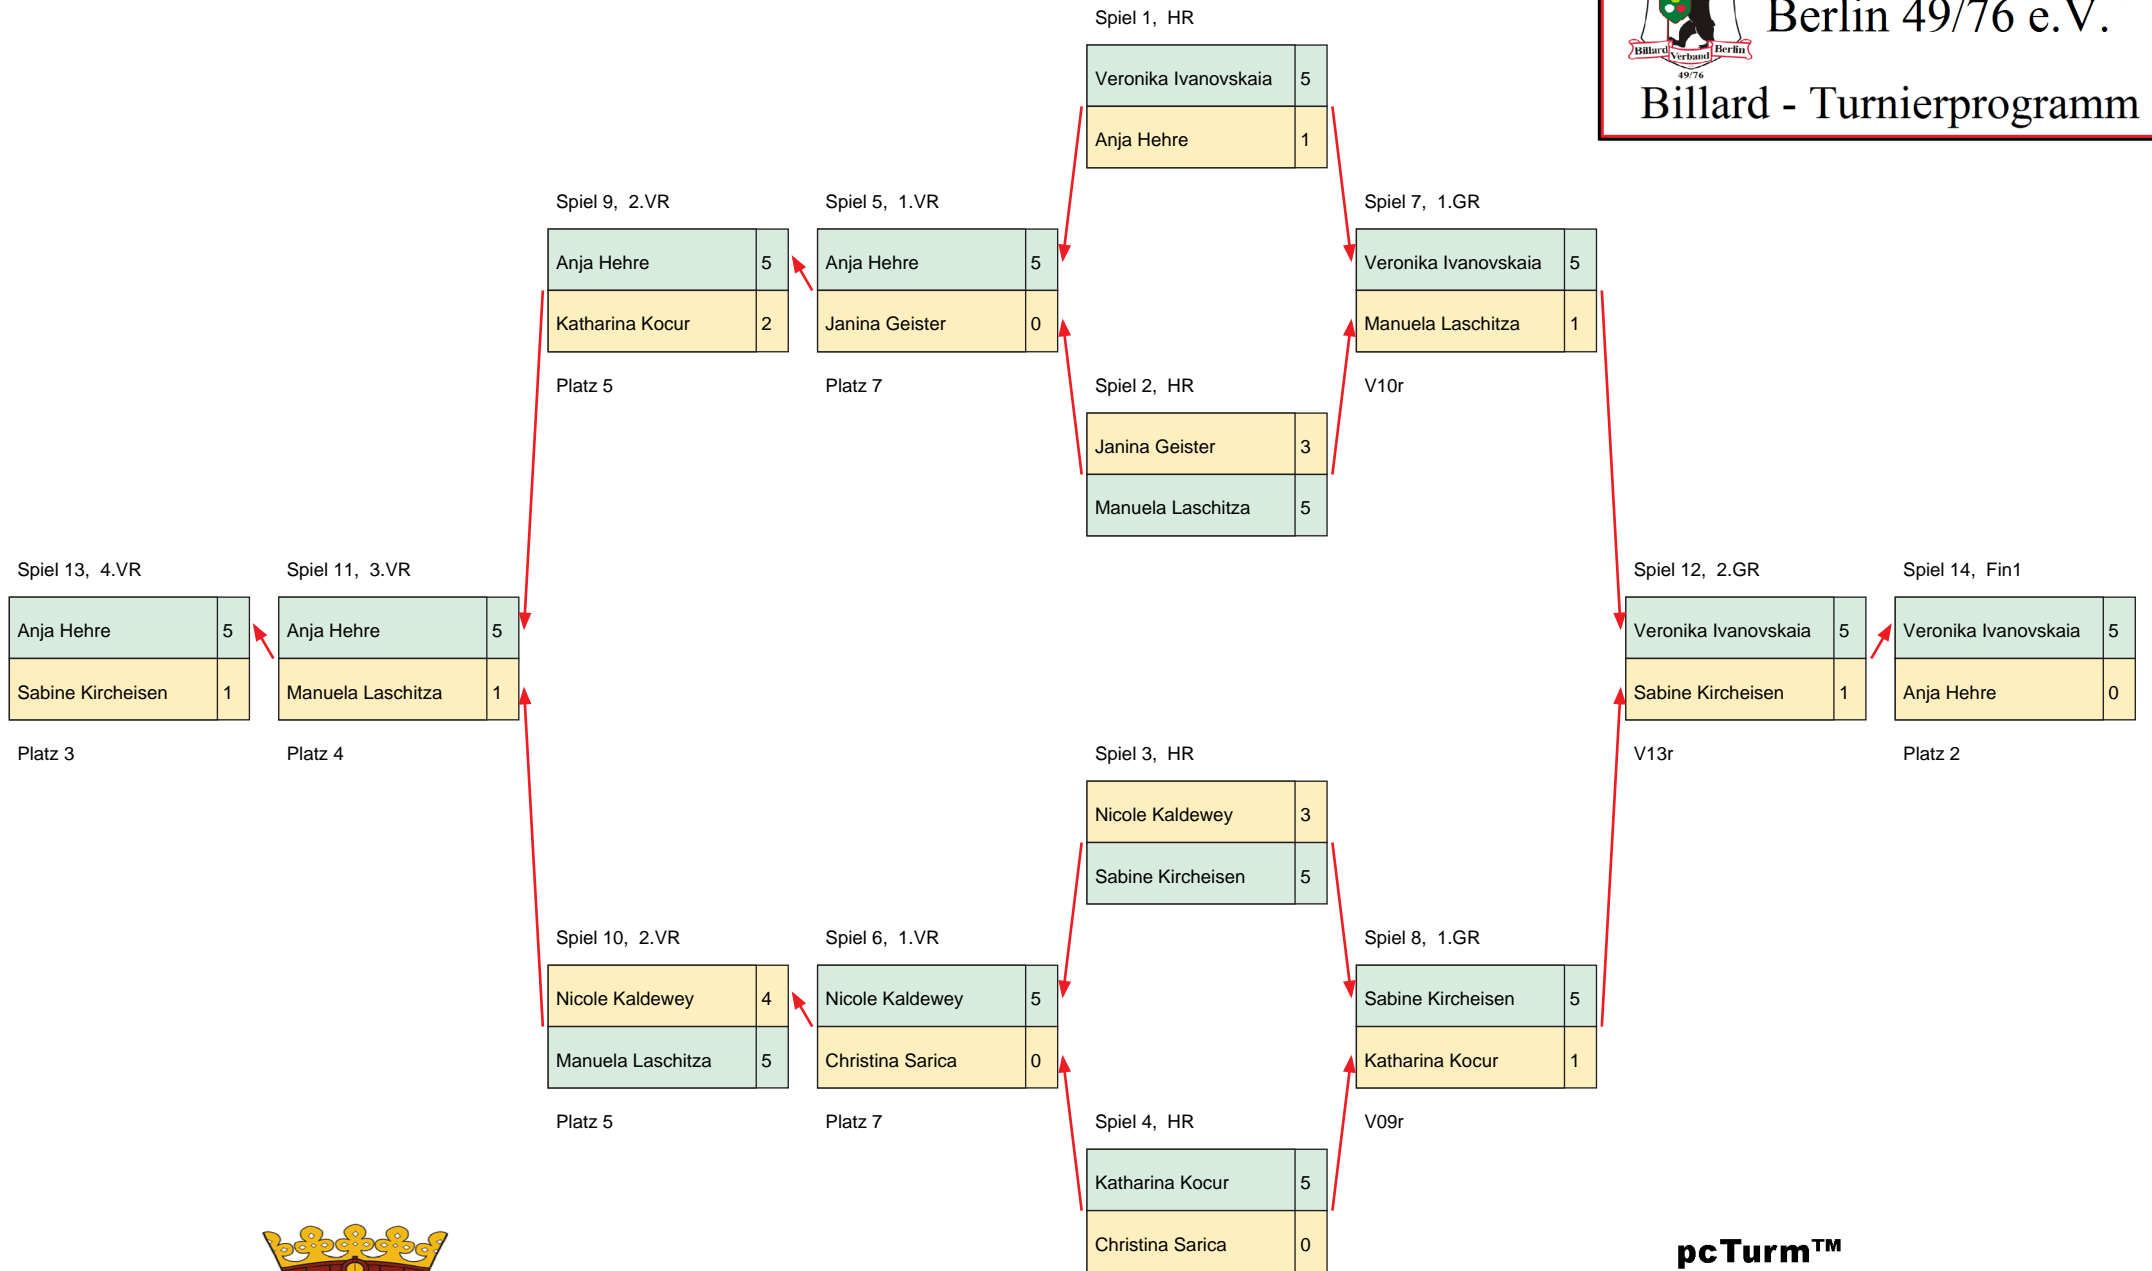 Berlin 49/76 e.V.
Billard Verband Berlin
49/76
Billard - Turnierprogramm
Spiel 1, HR
Veronika Ivanovskaia 5
Anja Hehre 1
Spiel 9, 2.VR
Anja Hehre 5
Katharina Kocur 2
Platz 5
Spiel 5, 1.VR
Anja Hehre 5
Janina Geister 0
Platz 7
Spiel 7, 1.GR
Veronika Ivanovskaia 5
Manuela Laschitza 1
V10r
Spiel 2, HR
Janina Geister 3
Manuela Laschitza 5
Spiel 13, 4.VR
Anja Hehre 5
Sabine Kircheisen 1
Platz 3
Spiel 11, 3.VR
Anja Hehre 5
Manuela Laschitza 1
Platz 4
Spiel 12, 2.GR
Veronika Ivanovskaia 5
Sabine Kircheisen 1
V13r
Spiel 14, Fin1
Veronika Ivanovskaia 5
Anja Hehre 0
Platz 2
Spiel 3, HR
Nicole Kaldewey 3
Sabine Kircheisen 5
Spiel 10, 2.VR
Nicole Kaldewey 4
Manuela Laschitza 5
Platz 5
Spiel 6, 1.VR
Nicole Kaldewey 5
Christina Sarica 0
Platz 7
Spiel 8, 1.GR
Sabine Kircheisen 5
Katharina Kocur 1
V09r
Spiel 4, HR
Katharina Kocur 5
Christina Sarica 0
pcTurm™